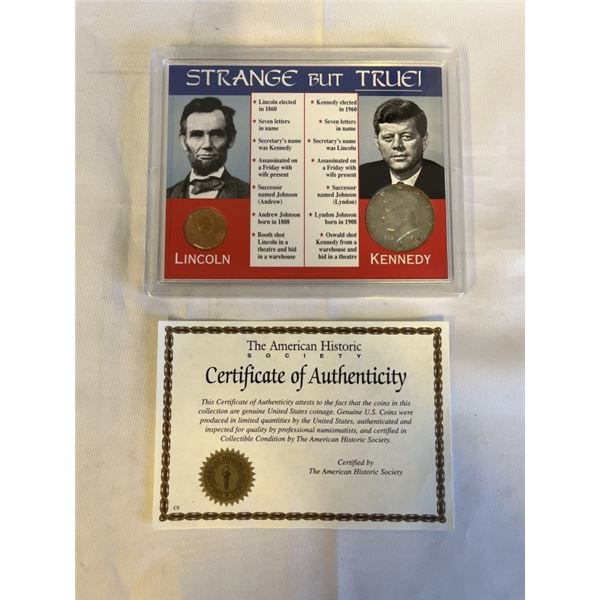 STRANGE BUT TRUE!
★ Lincoln elected
in 1860
★ Seven letters
in name
★ Secretary's name
was Kennedy
★ Assassinated on
a Friday with
wife present
★ Successor
named Johnson
(Andrew)
★ Andrew Johnson
born in 1808
★ Booth shot
Lincoln in a
theatre and hid
in a warehouse
★ Kennedy elected
in 1960
★ Seven letters
in name
★ Secretary's name
was Lincoln
★ Assassinated on
a Friday with
wife present
★ Successor
named Johnson
(Lyndon)
★ Lyndon Johnson
born in 1908
★ Oswald shot
Kennedy from a
warehouse and
hid in a theatre
LINCOLN
KENNEDY
The American Historic
SOCIETY
Certificate of Authenticity
This Certificate of Authenticity attests to the fact that the coins in this
collection are genuine United States coinage. Genuine U.S. Coins were
produced in limited quantities by the United States, authenticated and
inspected for quality by professional numismatists, and certified in
Collectible Condition by The American Historic Society.
Certified by
The American Historic Society